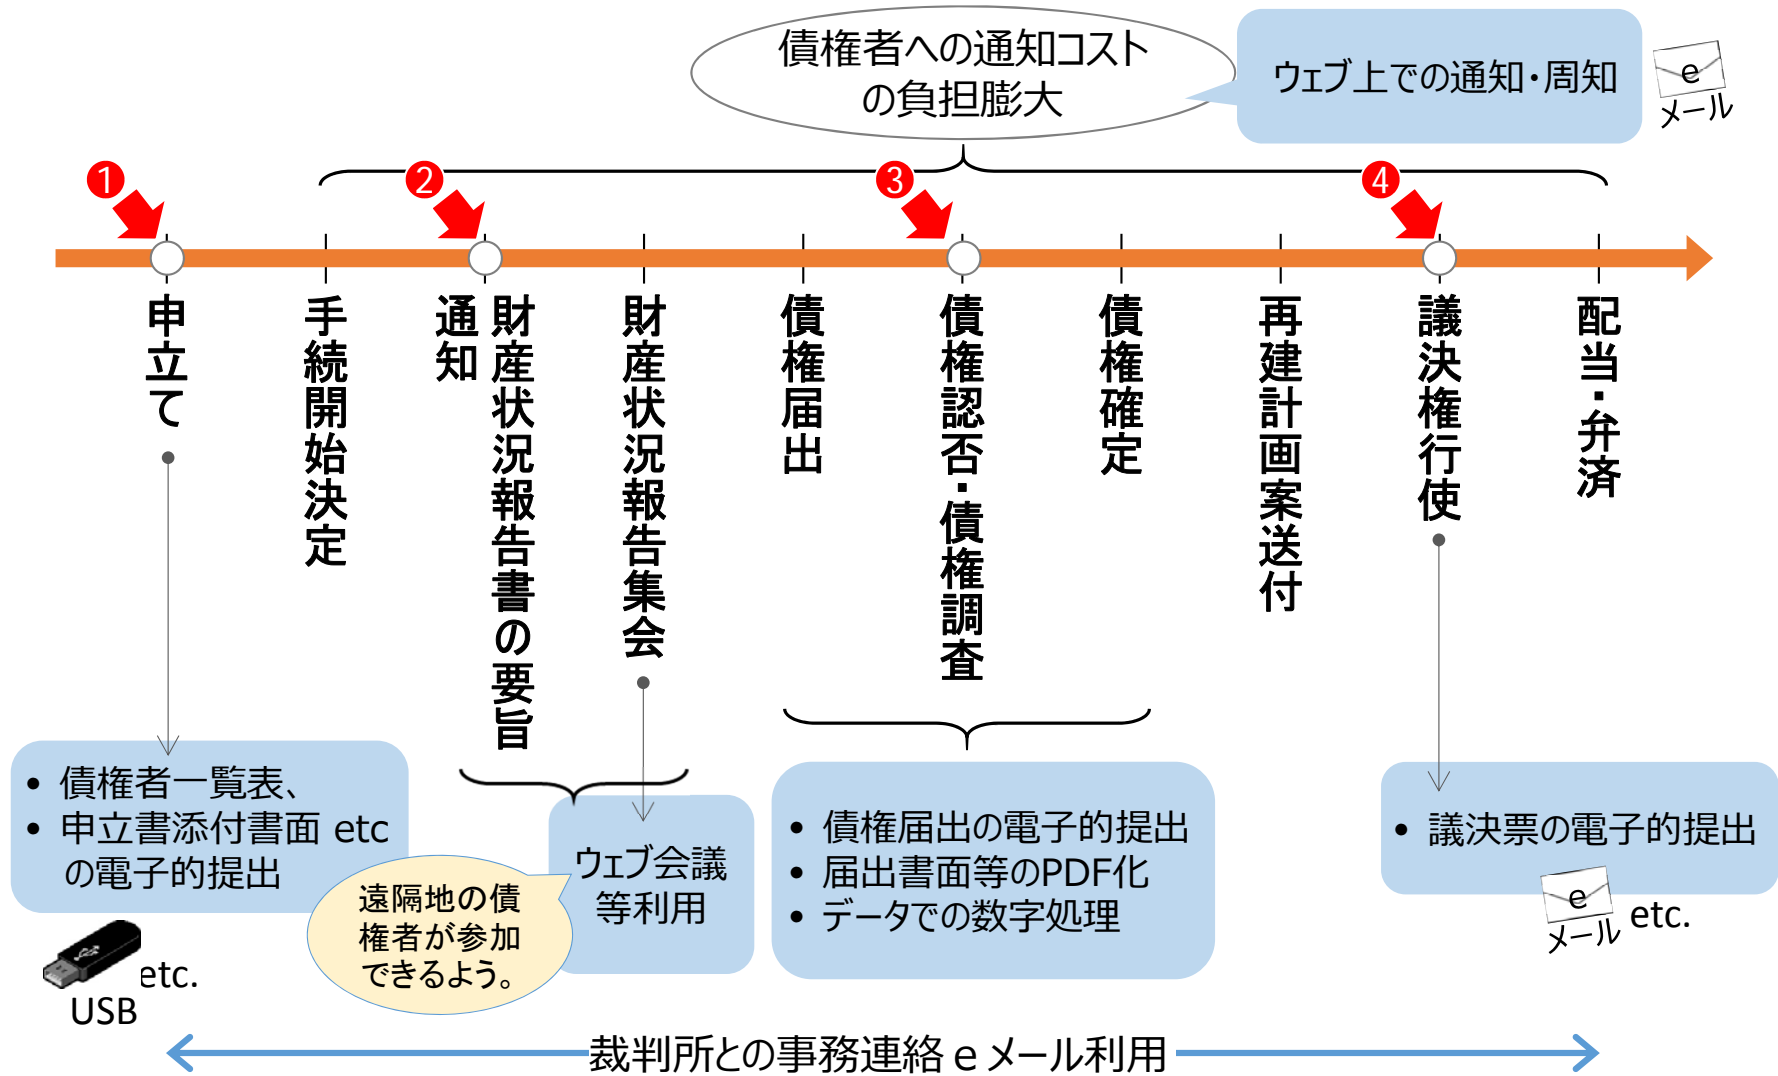 債権者への通知コスト
の負担膨大
ウェブ上での通知・周知
e
メール
1
2
3
4
申立て
手続開始決定
財産状況報告書の要旨
通知
財産状況報告集会
債権届出
債権認否・債権調査
債権確定
再建計画案送付
議決権行使
配当・弁済
• 債権者一覧表、
• 申立書添付書面 etc
の電子的提出
USB
etc.
遠隔地の債
権者が参加
できるよう。
ウェブ会議
等利用
• 債権届出の電子的提出
• 届出書面等のPDF化
• データでの数字処理
• 議決票の電子的提出
e
メール
etc.
裁判所との事務連絡 e メール利用